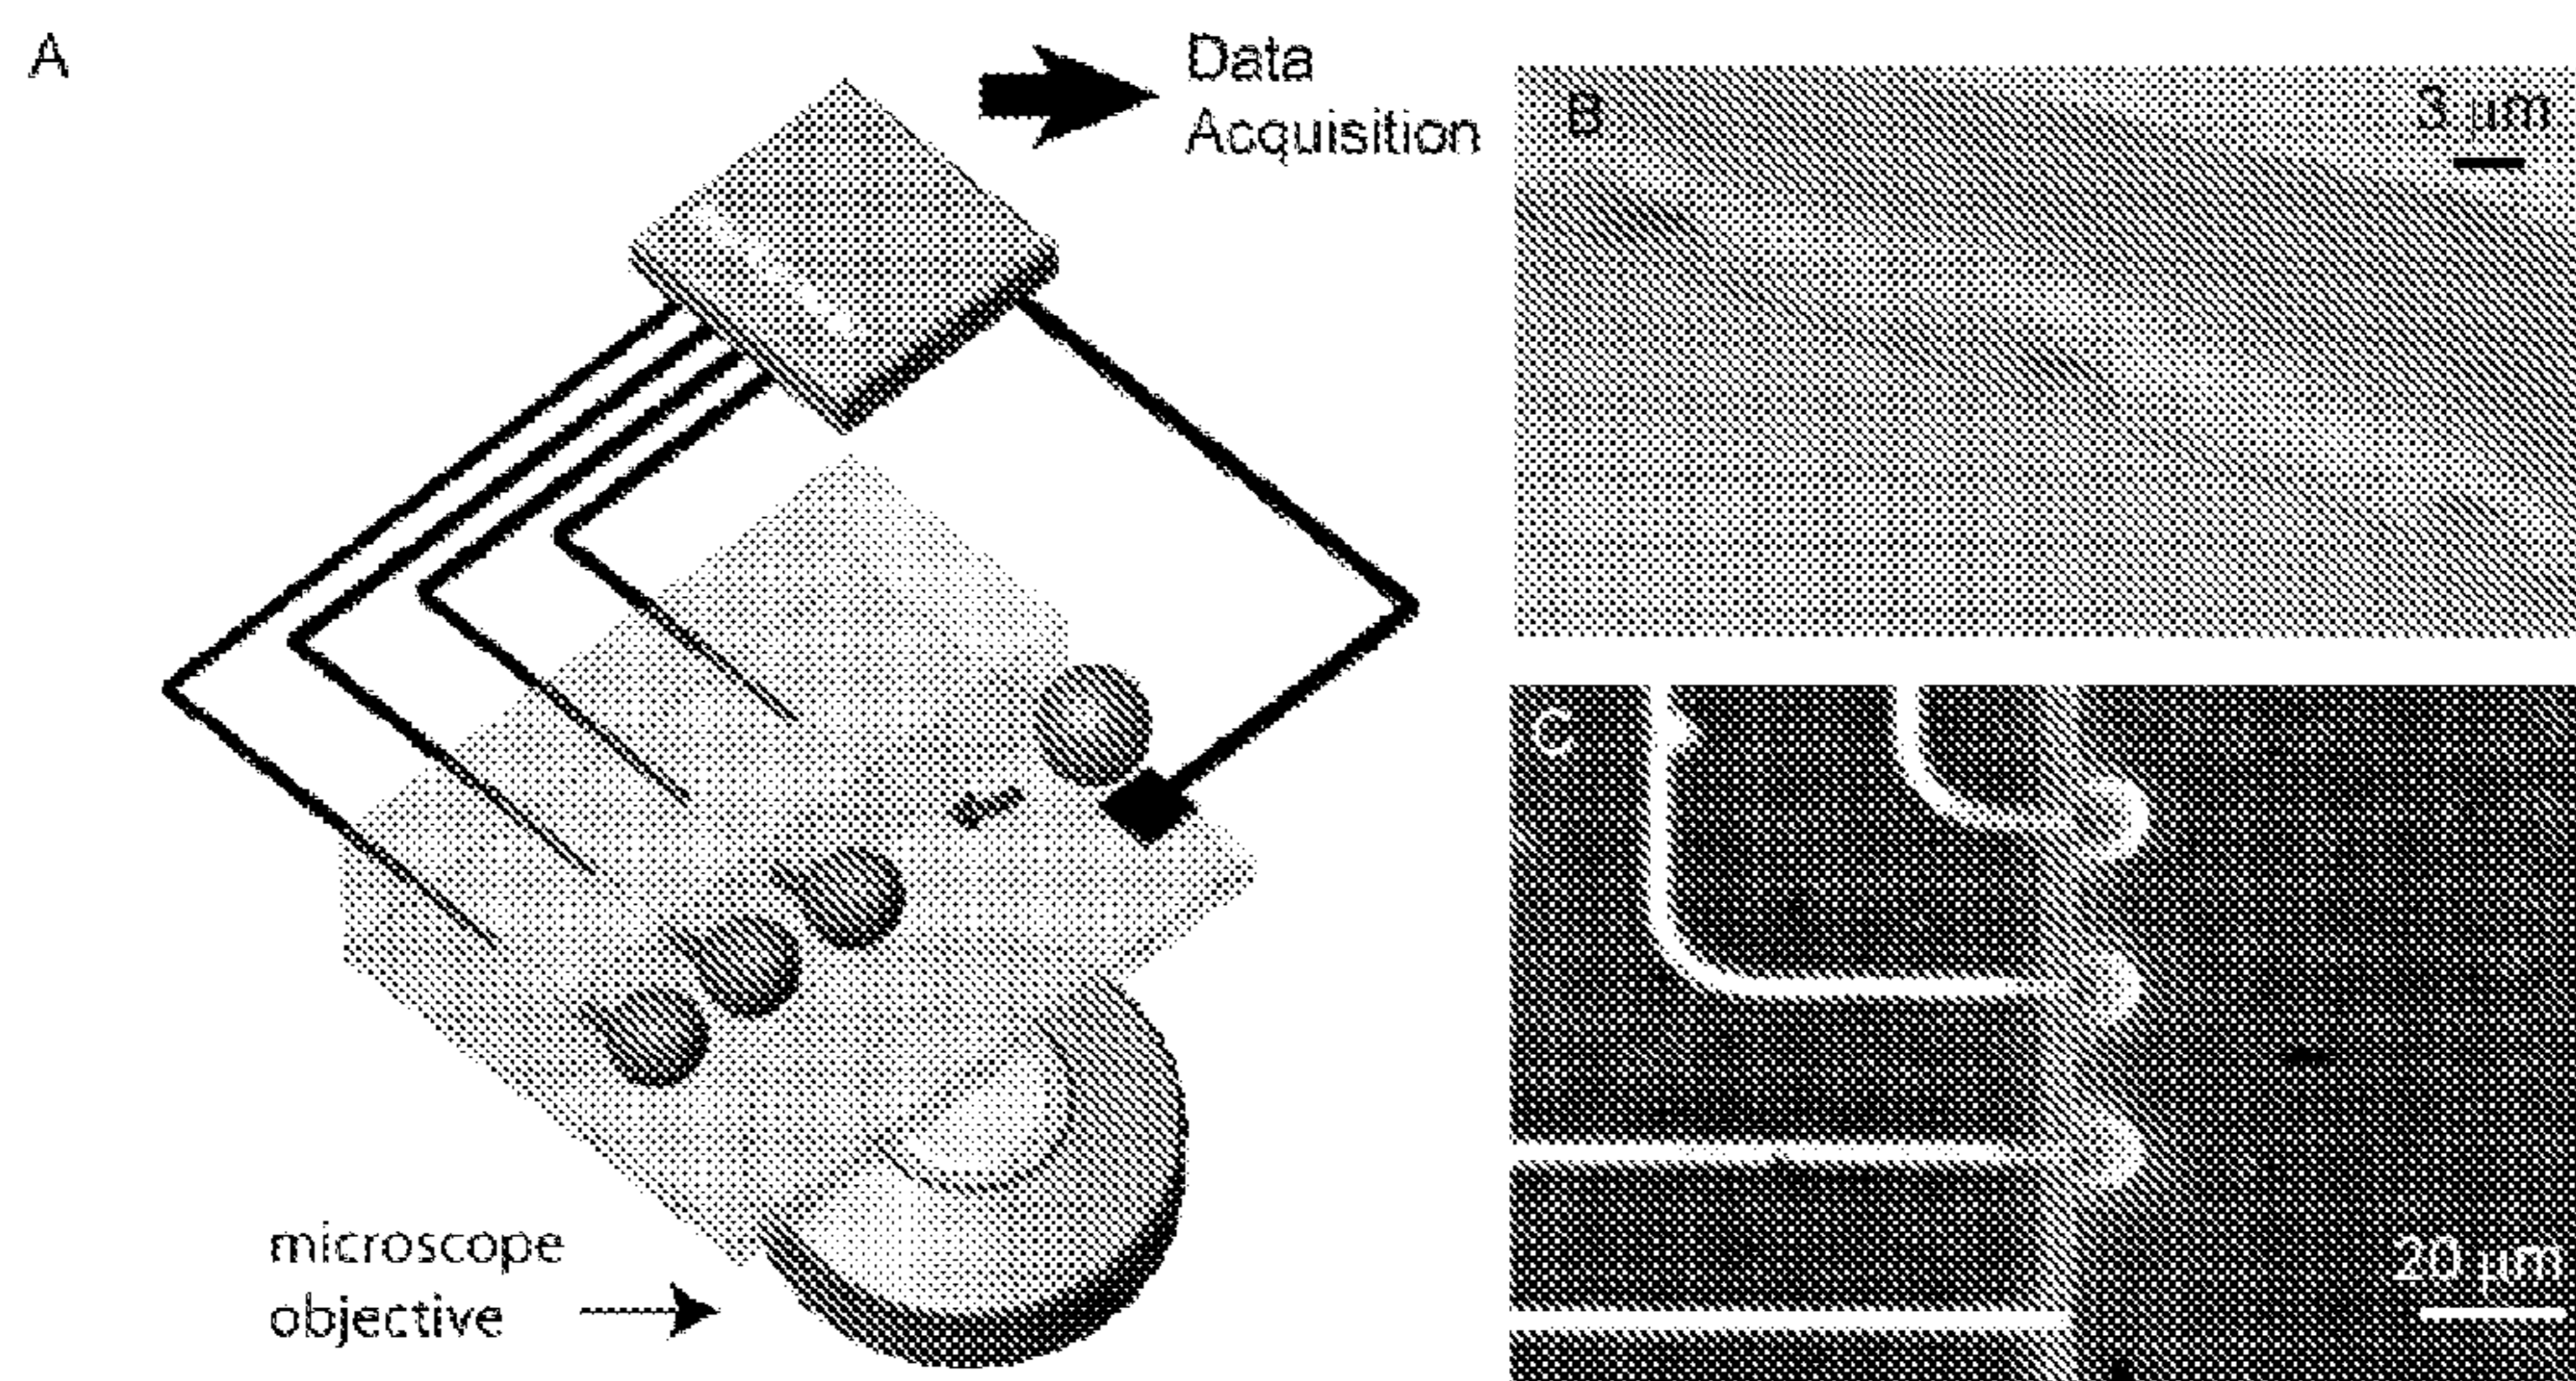 A
Data
Acquisition
microscope
objective
B
3 µm
C
20 µm